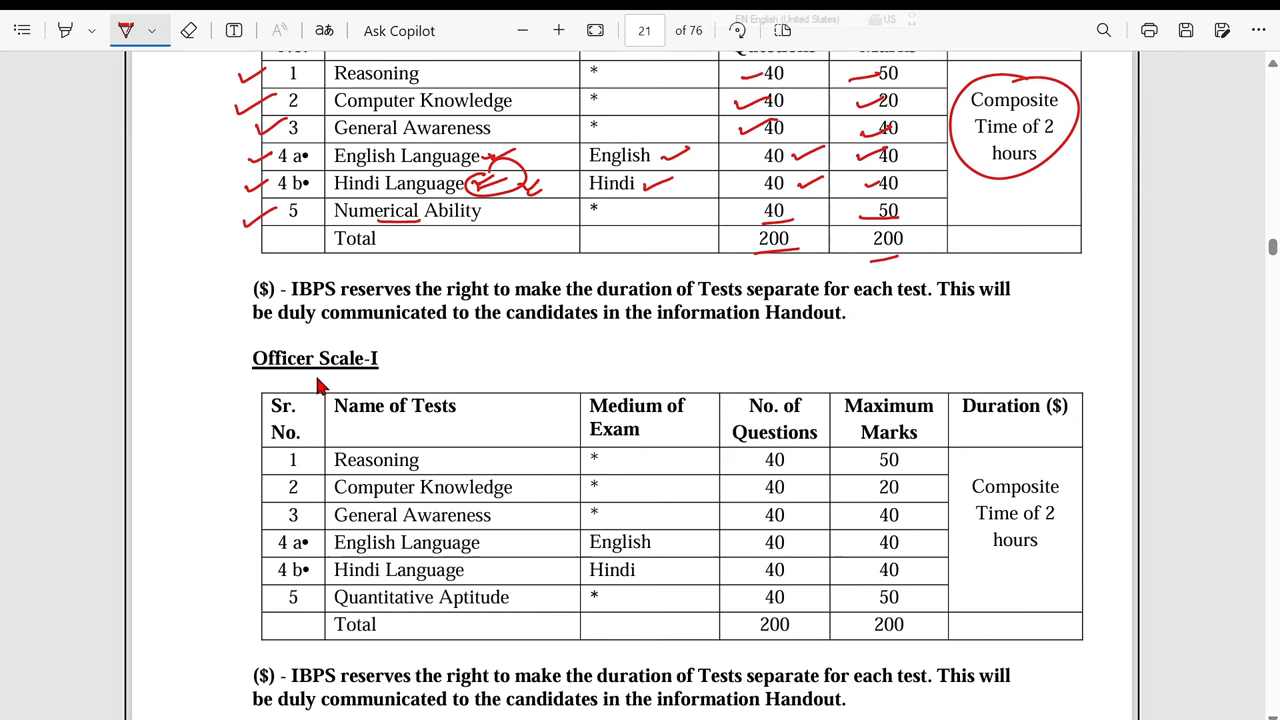 EN English (United States) US
Ask Copilot 21 of 76
1 Reasoning * 40 50
2 Computer Knowledge * 40 20
3 General Awareness * 40 40
4 a• English Language English 40 40
4 b• Hindi Language Hindi 40 40
5 Numerical Ability * 40 50
Total 200 200
Composite
Time of 2
hours
($) - IBPS reserves the right to make the duration of Tests separate for each test. This will
be duly communicated to the candidates in the information Handout.
Officer Scale-I
Sr. No. Name of Tests Medium of Exam No. of Questions Maximum Marks Duration ($)
1 Reasoning * 40 50
2 Computer Knowledge * 40 20
3 General Awareness * 40 40
4 a• English Language English 40 40
4 b• Hindi Language Hindi 40 40
5 Quantitative Aptitude * 40 50
Total 200 200
Composite
Time of 2
hours
($) - IBPS reserves the right to make the duration of Tests separate for each test. This will
be duly communicated to the candidates in the information Handout.